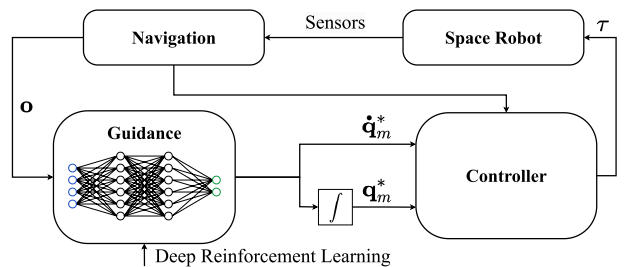 Navigation
Sensors
Space Robot
τ
o
Guidance
q̇*ₘ
∫
q*ₘ
Controller
Deep Reinforcement Learning